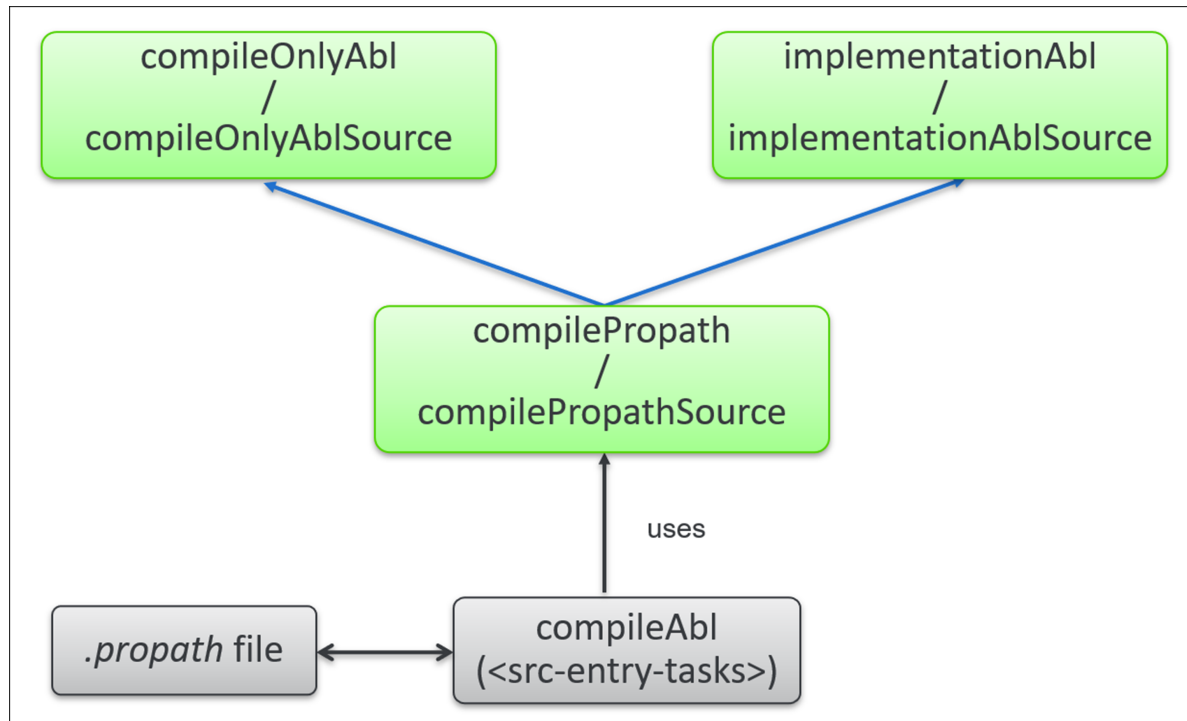 compileOnlyAbl
/
compileOnlyAblSource
implementationAbl
/
implementationAblSource
compilePropath
/
compilePropathSource
uses
.propath file
compileAbl
(<src-entry-tasks>)